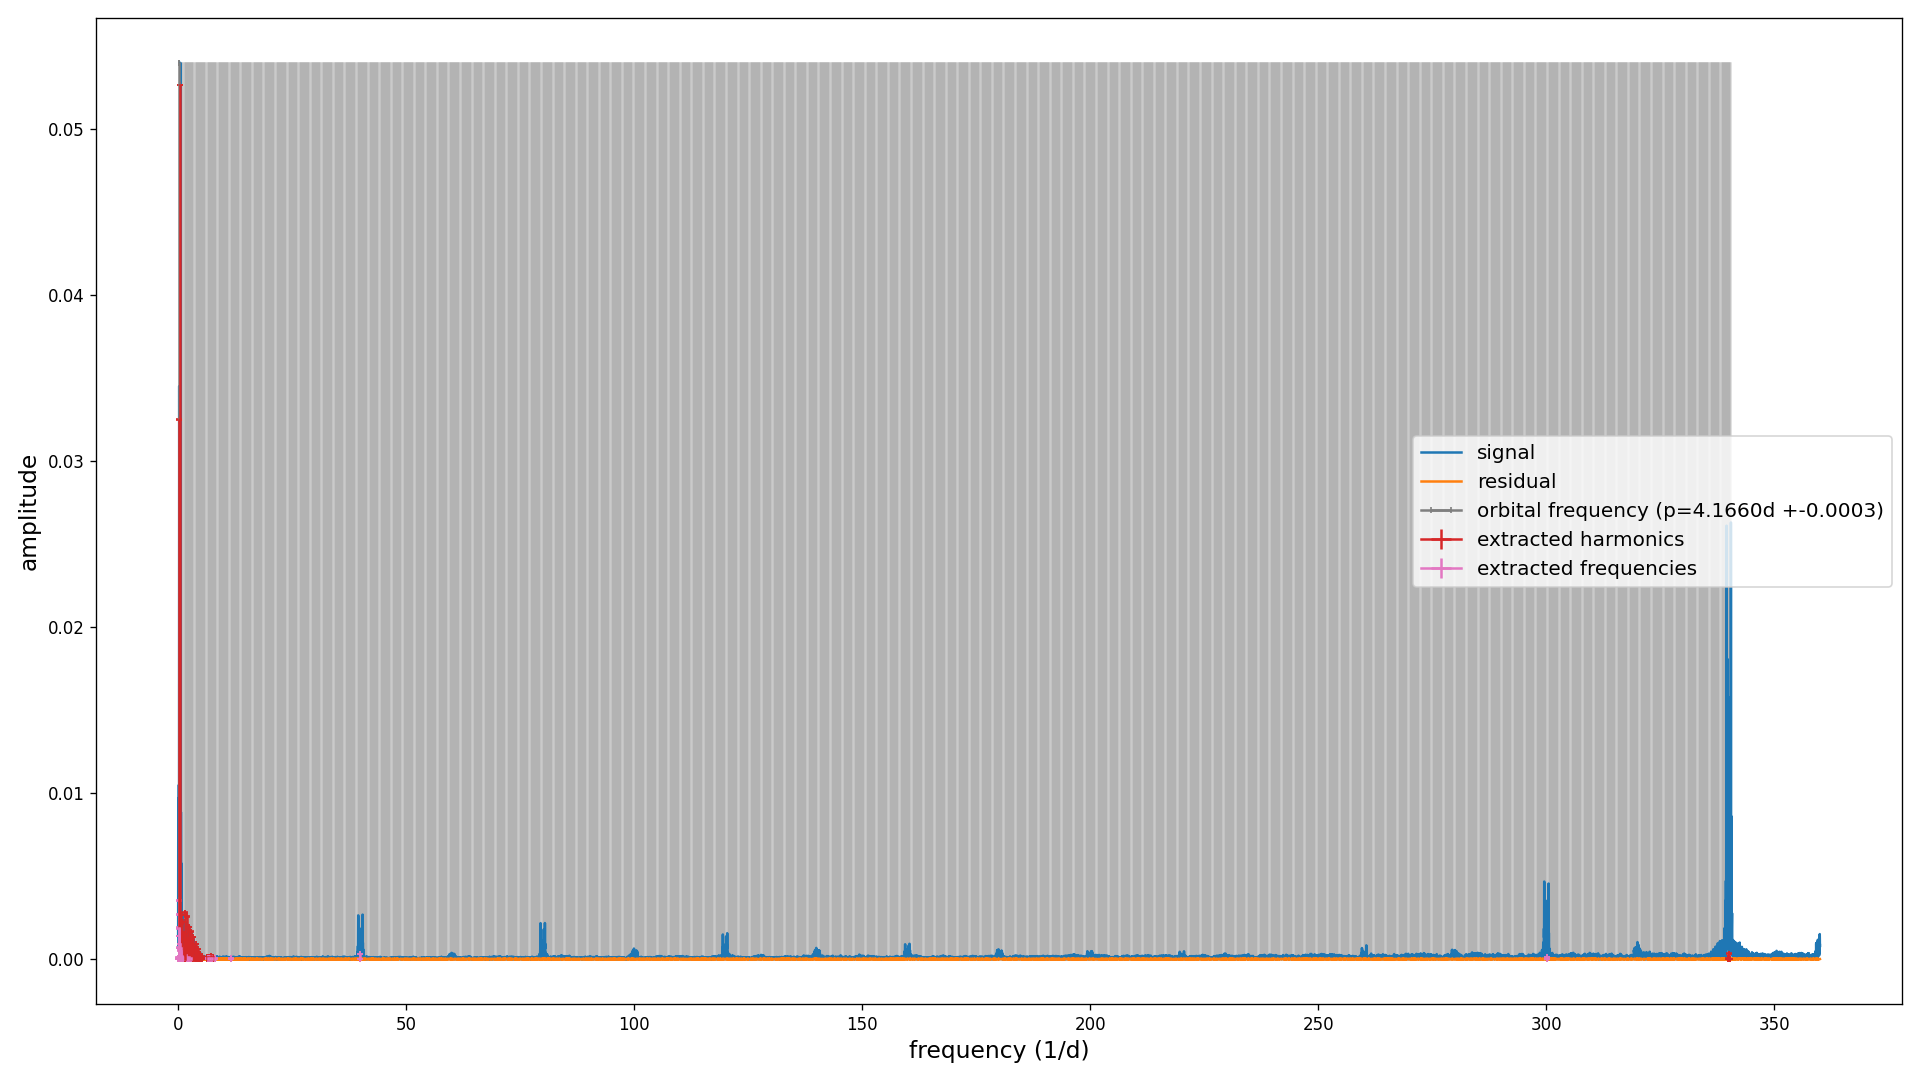 0.05
0.04
0.03
0.02
0.01
0.00
amplitude
signal
residual
orbital frequency (p=4.1660d +-0.0003)
extracted harmonics
extracted frequencies
0 50 100 150 200 250 300 350
frequency (1/d)